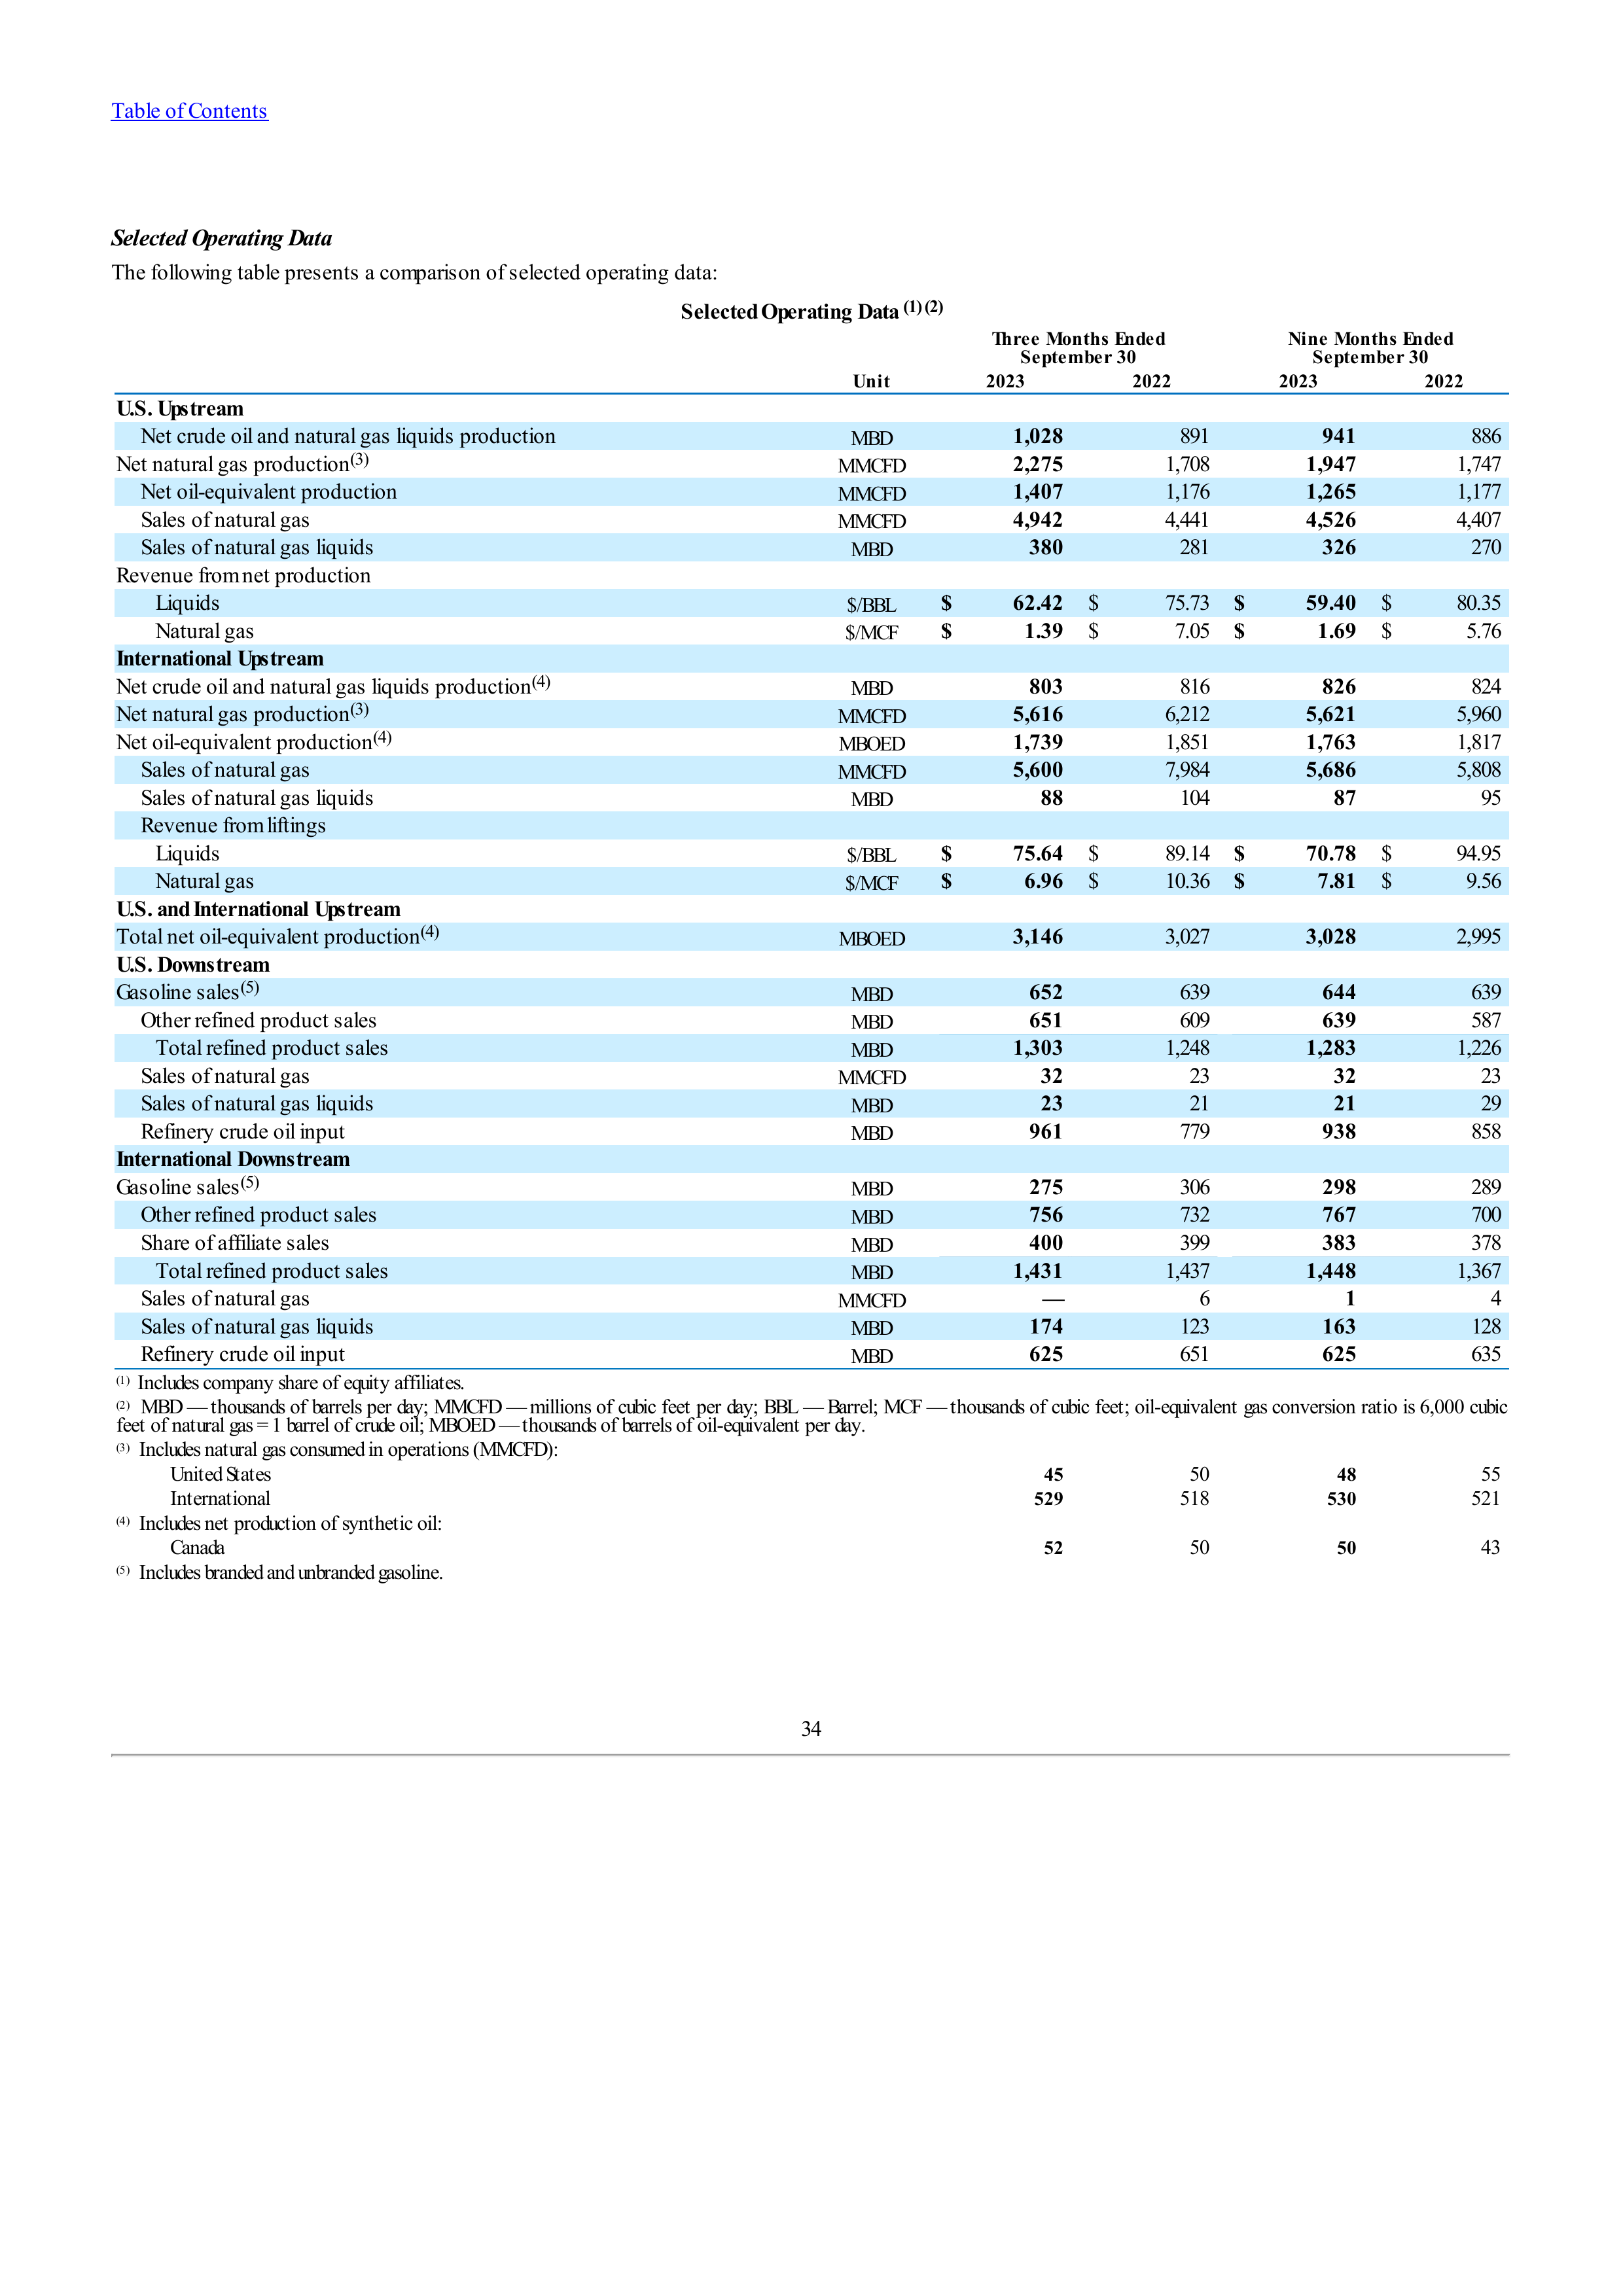 Table of Contents
Selected Operating Data
The following table presents a comparison of selected operating data:
Selected Operating Data (1)(2)
Three Months Ended September 30 Nine Months Ended September 30
Unit 2023 2022 2023 2022
U.S. Upstream
Net crude oil and natural gas liquids production MBD 1,028 891 941 886
Net natural gas production(3) MMCFD 2,275 1,708 1,947 1,747
Net oil-equivalent production MMCFD 1,407 1,176 1,265 1,177
Sales of natural gas MMCFD 4,942 4,441 4,526 4,407
Sales of natural gas liquids MBD 380 281 326 270
Revenue from net production
Liquids $/BBL $ 62.42 $ 75.73 $ 59.40 $ 80.35
Natural gas $/MCF $ 1.39 $ 7.05 $ 1.69 $ 5.76
International Upstream
Net crude oil and natural gas liquids production(4) MBD 803 816 826 824
Net natural gas production(3) MMCFD 5,616 6,212 5,621 5,960
Net oil-equivalent production(4) MBOED 1,739 1,851 1,763 1,817
Sales of natural gas MMCFD 5,600 7,984 5,686 5,808
Sales of natural gas liquids MBD 88 104 87 95
Revenue from liftings
Liquids $/BBL $ 75.64 $ 89.14 $ 70.78 $ 94.95
Natural gas $/MCF $ 6.96 $ 10.36 $ 7.81 $ 9.56
U.S. and International Upstream
Total net oil-equivalent production(4) MBOED 3,146 3,027 3,028 2,995
U.S. Downstream
Gasoline sales(5) MBD 652 639 644 639
Other refined product sales MBD 651 609 639 587
Total refined product sales MBD 1,303 1,248 1,283 1,226
Sales of natural gas MMCFD 32 23 32 23
Sales of natural gas liquids MBD 23 21 21 29
Refinery crude oil input MBD 961 779 938 858
International Downstream
Gasoline sales(5) MBD 275 306 298 289
Other refined product sales MBD 756 732 767 700
Share of affiliate sales MBD 400 399 383 378
Total refined product sales MBD 1,431 1,437 1,448 1,367
Sales of natural gas MMCFD — 6 1 4
Sales of natural gas liquids MBD 174 123 163 128
Refinery crude oil input MBD 625 651 625 635
(1) Includes company share of equity affiliates.
(2) MBD — thousands of barrels per day; MMCFD — millions of cubic feet per day; BBL — Barrel; MCF — thousands of cubic feet; oil-equivalent gas conversion ratio is 6,000 cubic
feet of natural gas = 1 barrel of crude oil; MBOED — thousands of barrels of oil-equivalent per day.
(3) Includes natural gas consumed in operations (MMCFD):
United States 45 50 48 55
International 529 518 530 521
(4) Includes net production of synthetic oil:
Canada 52 50 50 43
(5) Includes branded and unbranded gasoline.
34